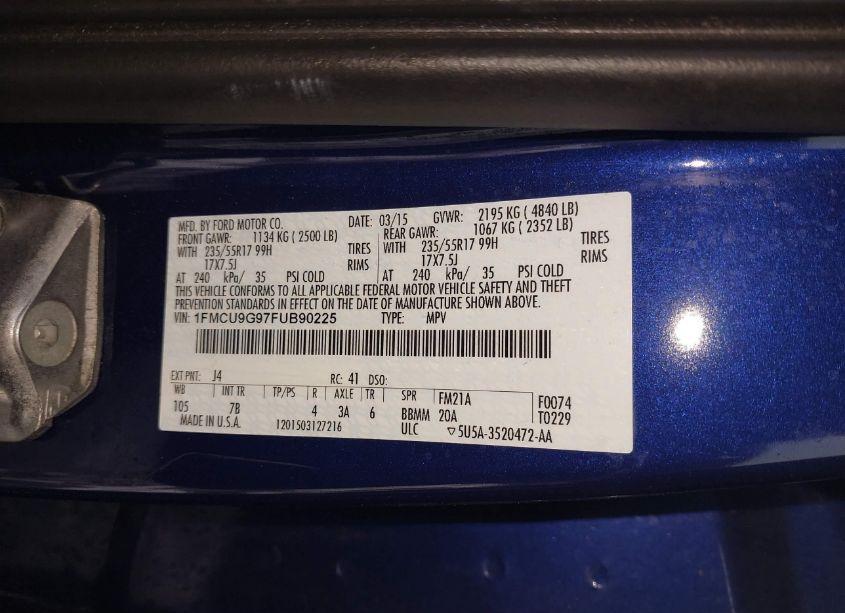 MFD. BY FORD MOTOR CO. DATE: 03/15 GVWR: 2195 KG ( 4840 LB)
FRONT GAWR: 1134 KG ( 2500 LB) REAR GAWR: 1067 KG ( 2352 LB)
WITH 235/55R17 99H TIRES WITH 235/55R17 99H TIRES
17X7.5J RIMS 17X7.5J RIMS
AT 240 kPa/ 35 PSI COLD AT 240 kPa/ 35 PSI COLD
THIS VEHICLE CONFORMS TO ALL APPLICABLE FEDERAL MOTOR VEHICLE SAFETY AND THEFT
PREVENTION STANDARDS IN EFFECT ON THE DATE OF MANUFACTURE SHOWN ABOVE.
VIN: 1FMCU9G97FUB90225 TYPE: MPV
EXT PNT: J4 RC: 41 DSO:
WB INT TR TP/PS R AXLE TR SPR FM21A F0074
105 7B 4 3A 6 BBMM 20A T0229
MADE IN U.S.A. 1201503127216 ULC ▽5U5A-3520472-AA